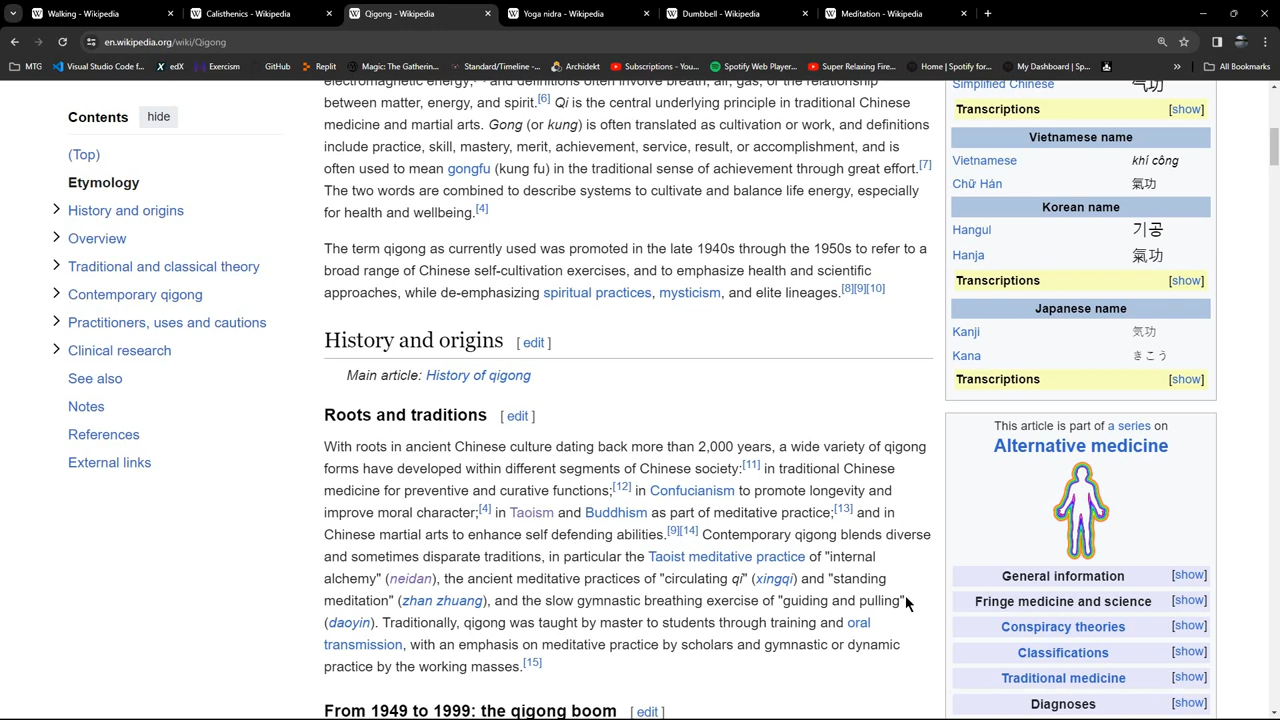 Walking - Wikipedia
Calisthenics - Wikipedia
Qigong - Wikipedia
Yoga nidra - Wikipedia
Dumbbell - Wikipedia
Meditation - Wikipedia
en.wikipedia.org/wiki/Qigong
MTG
Visual Studio Code f...
edX
Exercism
GitHub
Replit
Magic: The Gatherin...
Standard/Timeline -...
Archidekt
Subscriptions - You...
Spotify Web Player...
Super Relaxing Fire...
Home | Spotify for...
My Dashboard | Sp...
»
All Bookmarks
Contents hide
(Top)
Etymology
History and origins
Overview
Traditional and classical theory
Contemporary qigong
Practitioners, uses and cautions
Clinical research
See also
Notes
References
External links
electromagnetic energy, and definitions often involve breath, air, gas, or the relationship
between matter, energy, and spirit.[6] Qi is the central underlying principle in traditional Chinese
medicine and martial arts. Gong (or kung) is often translated as cultivation or work, and definitions
include practice, skill, mastery, merit, achievement, service, result, or accomplishment, and is
often used to mean gongfu (kung fu) in the traditional sense of achievement through great effort.[7]
The two words are combined to describe systems to cultivate and balance life energy, especially
for health and wellbeing.[4]
The term qigong as currently used was promoted in the late 1940s through the 1950s to refer to a
broad range of Chinese self-cultivation exercises, and to emphasize health and scientific
approaches, while de-emphasizing spiritual practices, mysticism, and elite lineages.[8][9][10]
History and origins [ edit ]
Main article: History of qigong
Roots and traditions [ edit ]
With roots in ancient Chinese culture dating back more than 2,000 years, a wide variety of qigong
forms have developed within different segments of Chinese society:[11] in traditional Chinese
medicine for preventive and curative functions;[12] in Confucianism to promote longevity and
improve moral character;[4] in Taoism and Buddhism as part of meditative practice;[13] and in
Chinese martial arts to enhance self defending abilities.[9][14] Contemporary qigong blends diverse
and sometimes disparate traditions, in particular the Taoist meditative practice of "internal
alchemy" (neidan), the ancient meditative practices of "circulating qi" (xingqi) and "standing
meditation" (zhan zhuang), and the slow gymnastic breathing exercise of "guiding and pulling"
(daoyin). Traditionally, qigong was taught by master to students through training and oral
transmission, with an emphasis on meditative practice by scholars and gymnastic or dynamic
practice by the working masses.[15]
From 1949 to 1999: the qigong boom [ edit ]
Simplified Chinese 气功
Transcriptions [show]
Vietnamese name
Vietnamese khí công
Chữ Hán 氣功
Korean name
Hangul 기공
Hanja 氣功
Transcriptions [show]
Japanese name
Kanji 気功
Kana きこう
Transcriptions [show]
This article is part of a series on
Alternative medicine
General information [show]
Fringe medicine and science [show]
Conspiracy theories [show]
Classifications [show]
Traditional medicine [show]
Diagnoses [show]